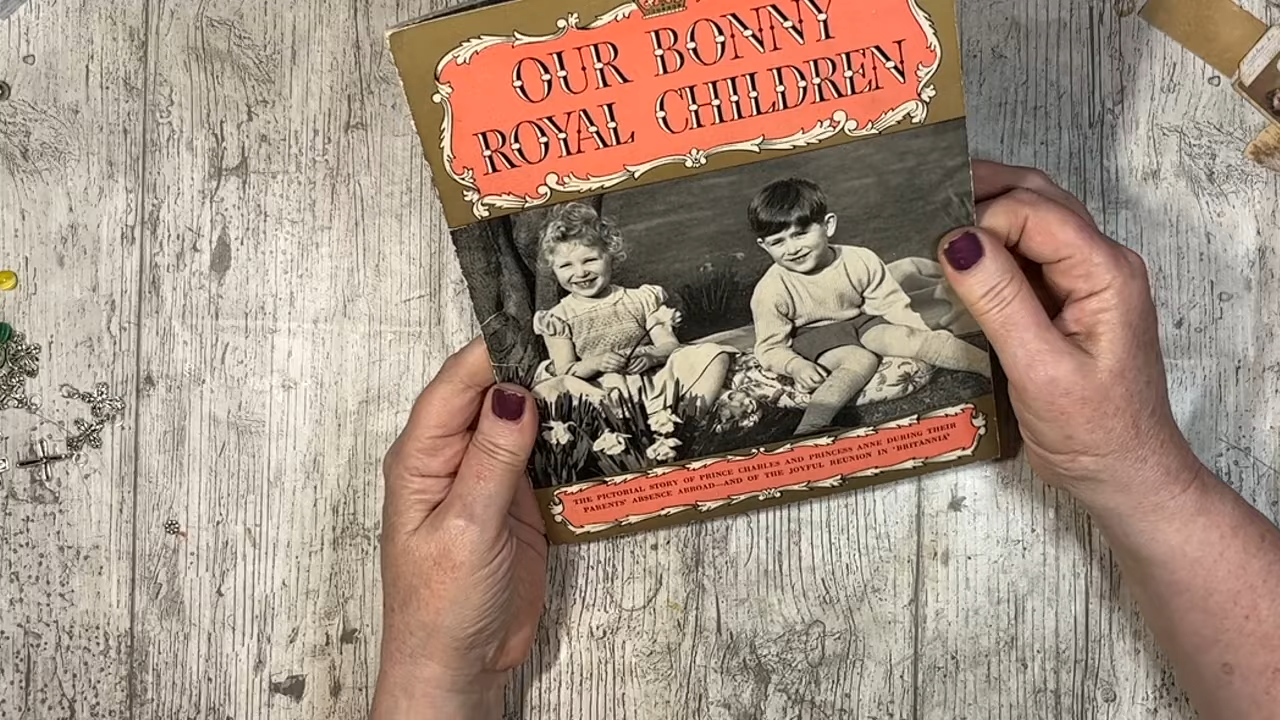 OUR BONNY
ROYAL CHILDREN
THE PICTORIAL STORY OF PRINCE CHARLES AND PRINCESS ANNE DURING THEIR
PARENTS' ABSENCE ABROAD—AND OF THE JOYFUL REUNION IN 'BRITANNIA'